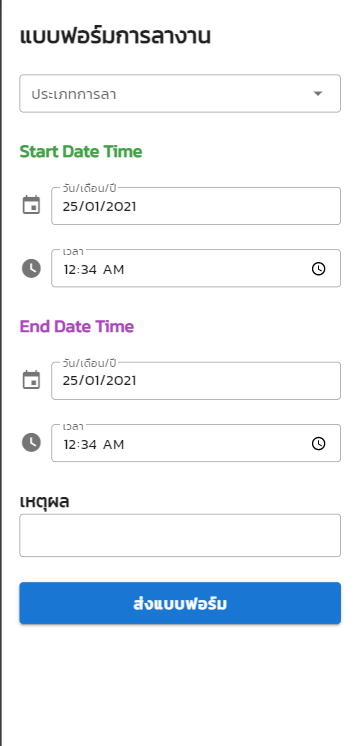 แบบฟอร์มการลางาน
ประเภทการลา
Start Date Time
วัน/เดือน/ปี
25/01/2021
เวลา
12:34 AM
End Date Time
วัน/เดือน/ปี
25/01/2021
เวลา
12:34 AM
เหตุผล
ส่งแบบฟอร์ม